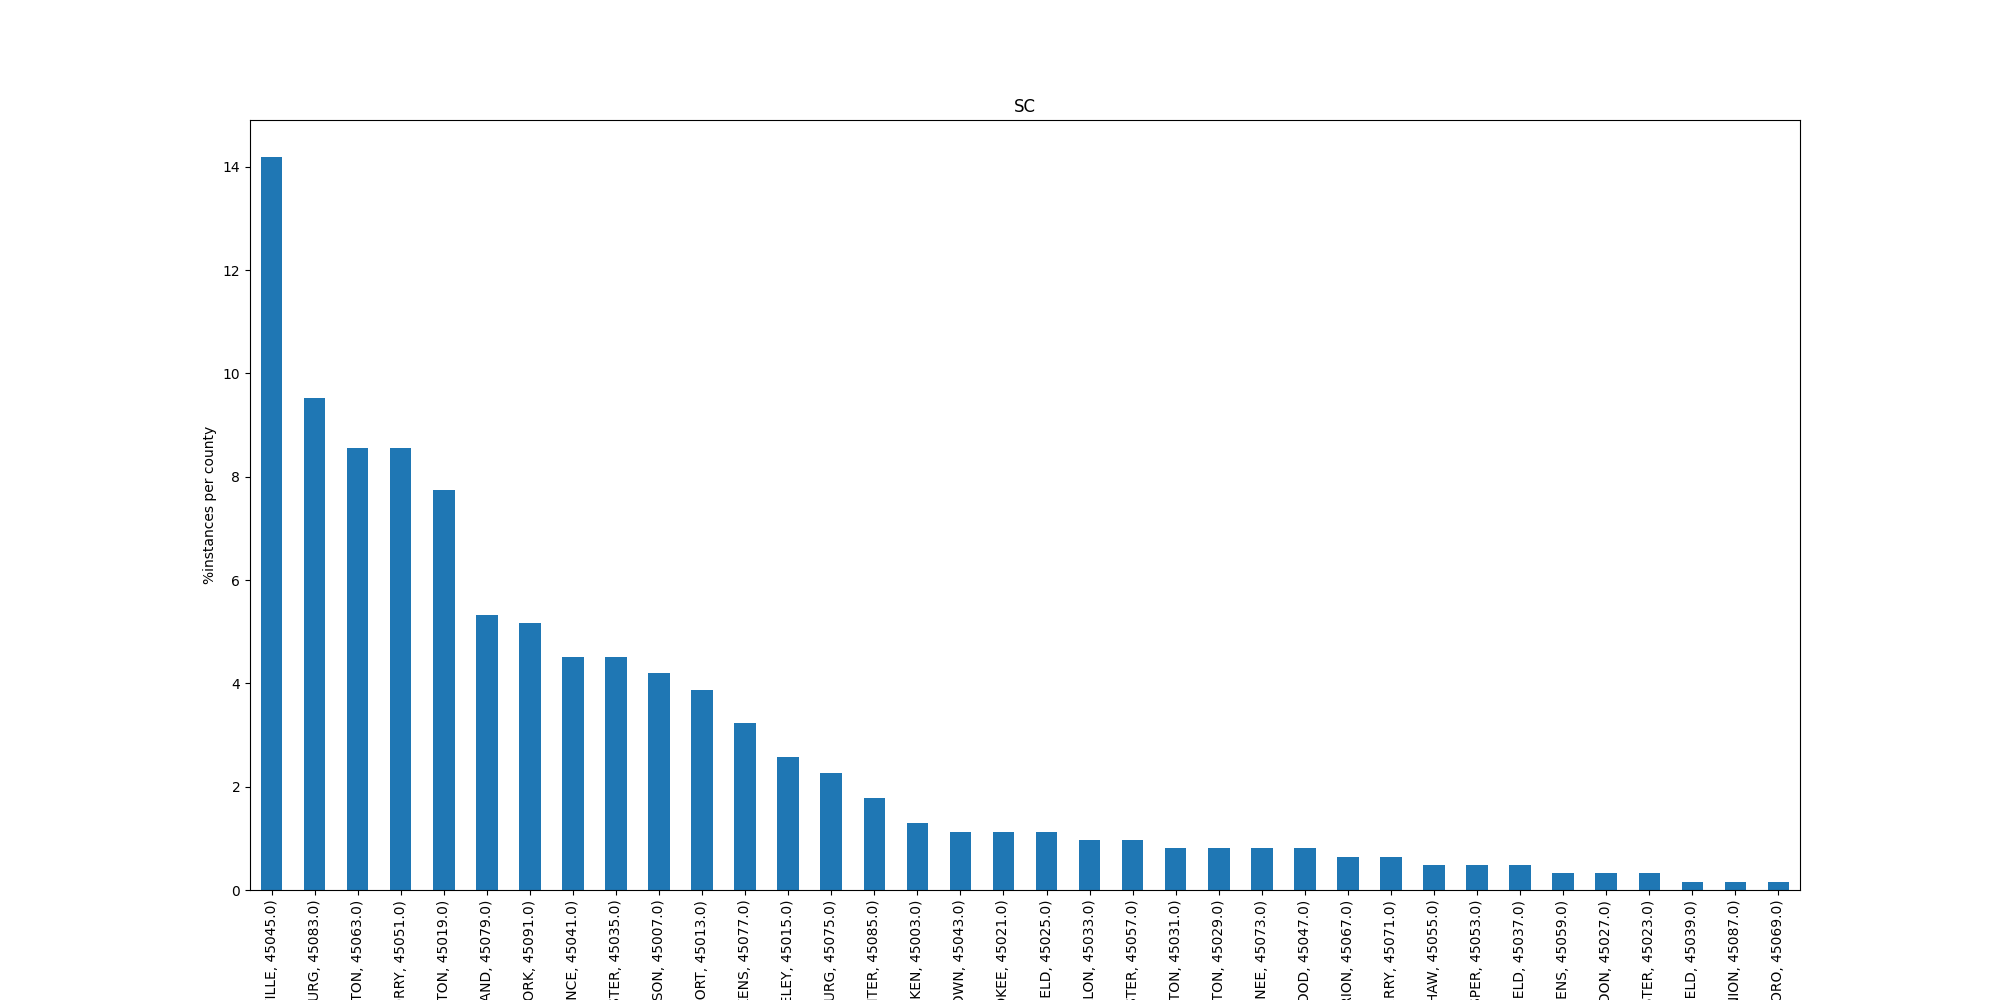 SC
%instances per county
14
12
10
8
6
4
2
0
ILLE, 45045.0)
URG, 45083.0)
TON, 45063.0)
RRY, 45051.0)
TON, 45019.0)
AND, 45079.0)
ORK, 45091.0)
NCE, 45041.0)
STER, 45035.0)
SON, 45007.0)
ORT, 45013.0)
ENS, 45077.0)
ELEY, 45015.0)
URG, 45075.0)
TER, 45085.0)
KEN, 45003.0)
OWN, 45043.0)
OKEE, 45021.0)
ELD, 45025.0)
LON, 45033.0)
STER, 45057.0)
TON, 45031.0)
TON, 45029.0)
NEE, 45073.0)
OOD, 45047.0)
RION, 45067.0)
RRY, 45071.0)
HAW, 45055.0)
SPER, 45053.0)
ELD, 45037.0)
ENS, 45059.0)
DON, 45027.0)
STER, 45023.0)
ELD, 45039.0)
NION, 45087.0)
ORO, 45069.0)